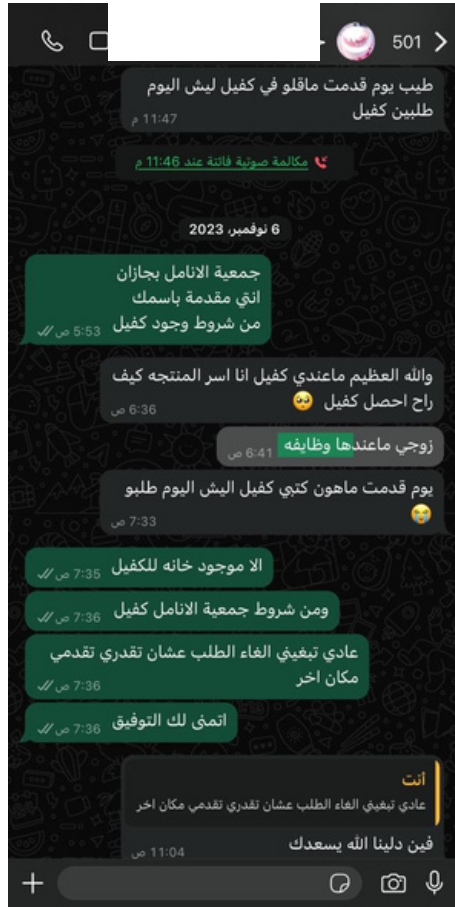 501
طيب يوم قدمت ماقلو في كفيل ليش اليوم
طلبين كفيل
11:47 م
مكالمة صوتية فائتة عند 11:46 م
6 نوفمبر، 2023
جمعية الانامل بجازان
انتي مقدمة باسمك
من شروط وجود كفيل
5:53 ص
والله العظيم ماعندي كفيل انا اسر المنتجه كيف
راح احصل كفيل 🥺
6:36 ص
زوجي ماعندها وظايفه
6:41 ص
يوم قدمت ماهون كتبي كفيل اليش اليوم طلبو
😭
7:33 ص
الا موجود خانه للكفيل
7:35 ص
ومن شروط جمعية الانامل كفيل
7:36 ص
عادي تبغيني الغاء الطلب عشان تقدري تقدمي
مكان اخر
7:36 ص
اتمنى لك التوفيق
7:36 ص
أنت
عادي تبغيني الغاء الطلب عشان تقدري تقدمي مكان اخر
فين دلينا الله يسعدك
11:04 ص